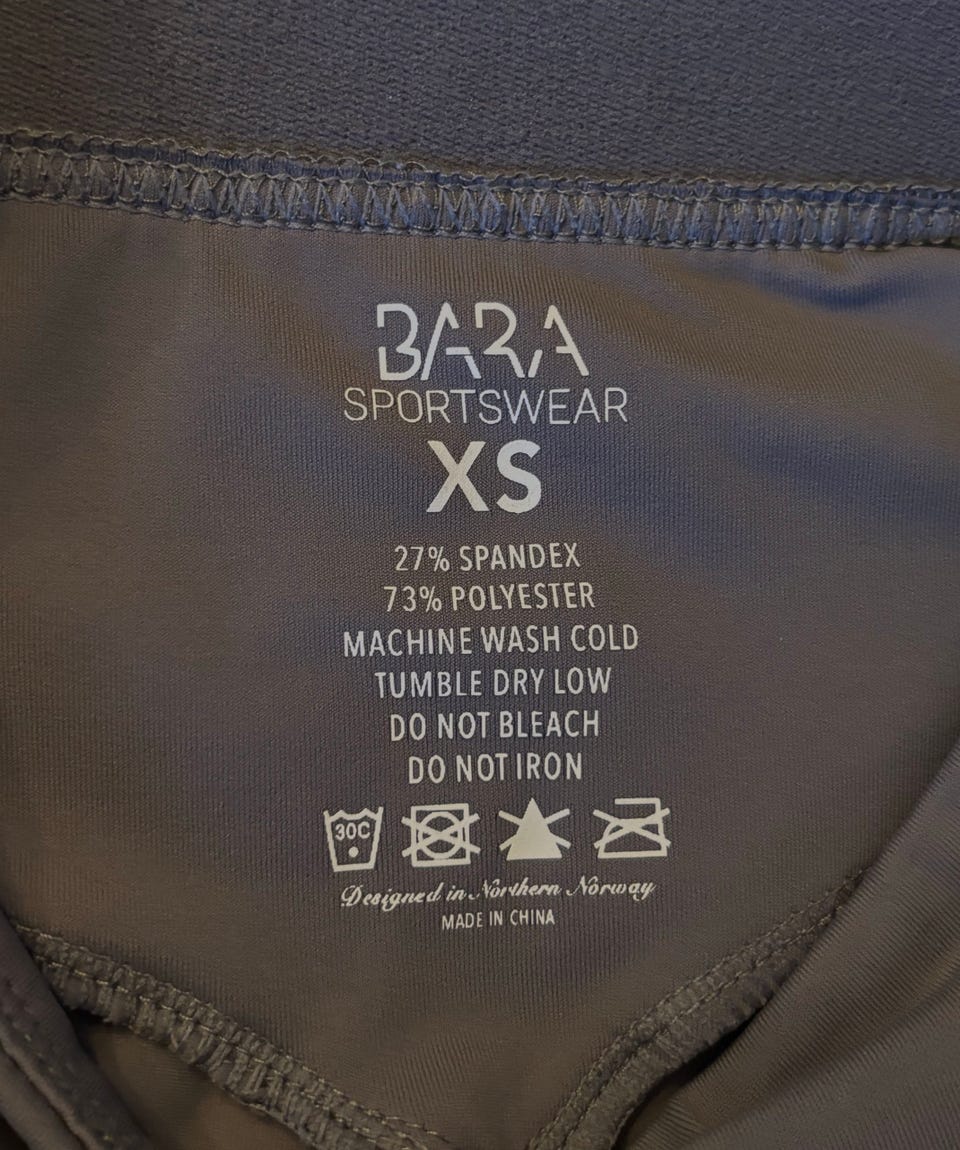 BARA
SPORTSWEAR
XS
27% SPANDEX
73% POLYESTER
MACHINE WASH COLD
TUMBLE DRY LOW
DO NOT BLEACH
DO NOT IRON
30C
Designed in Northern Norway
MADE IN CHINA